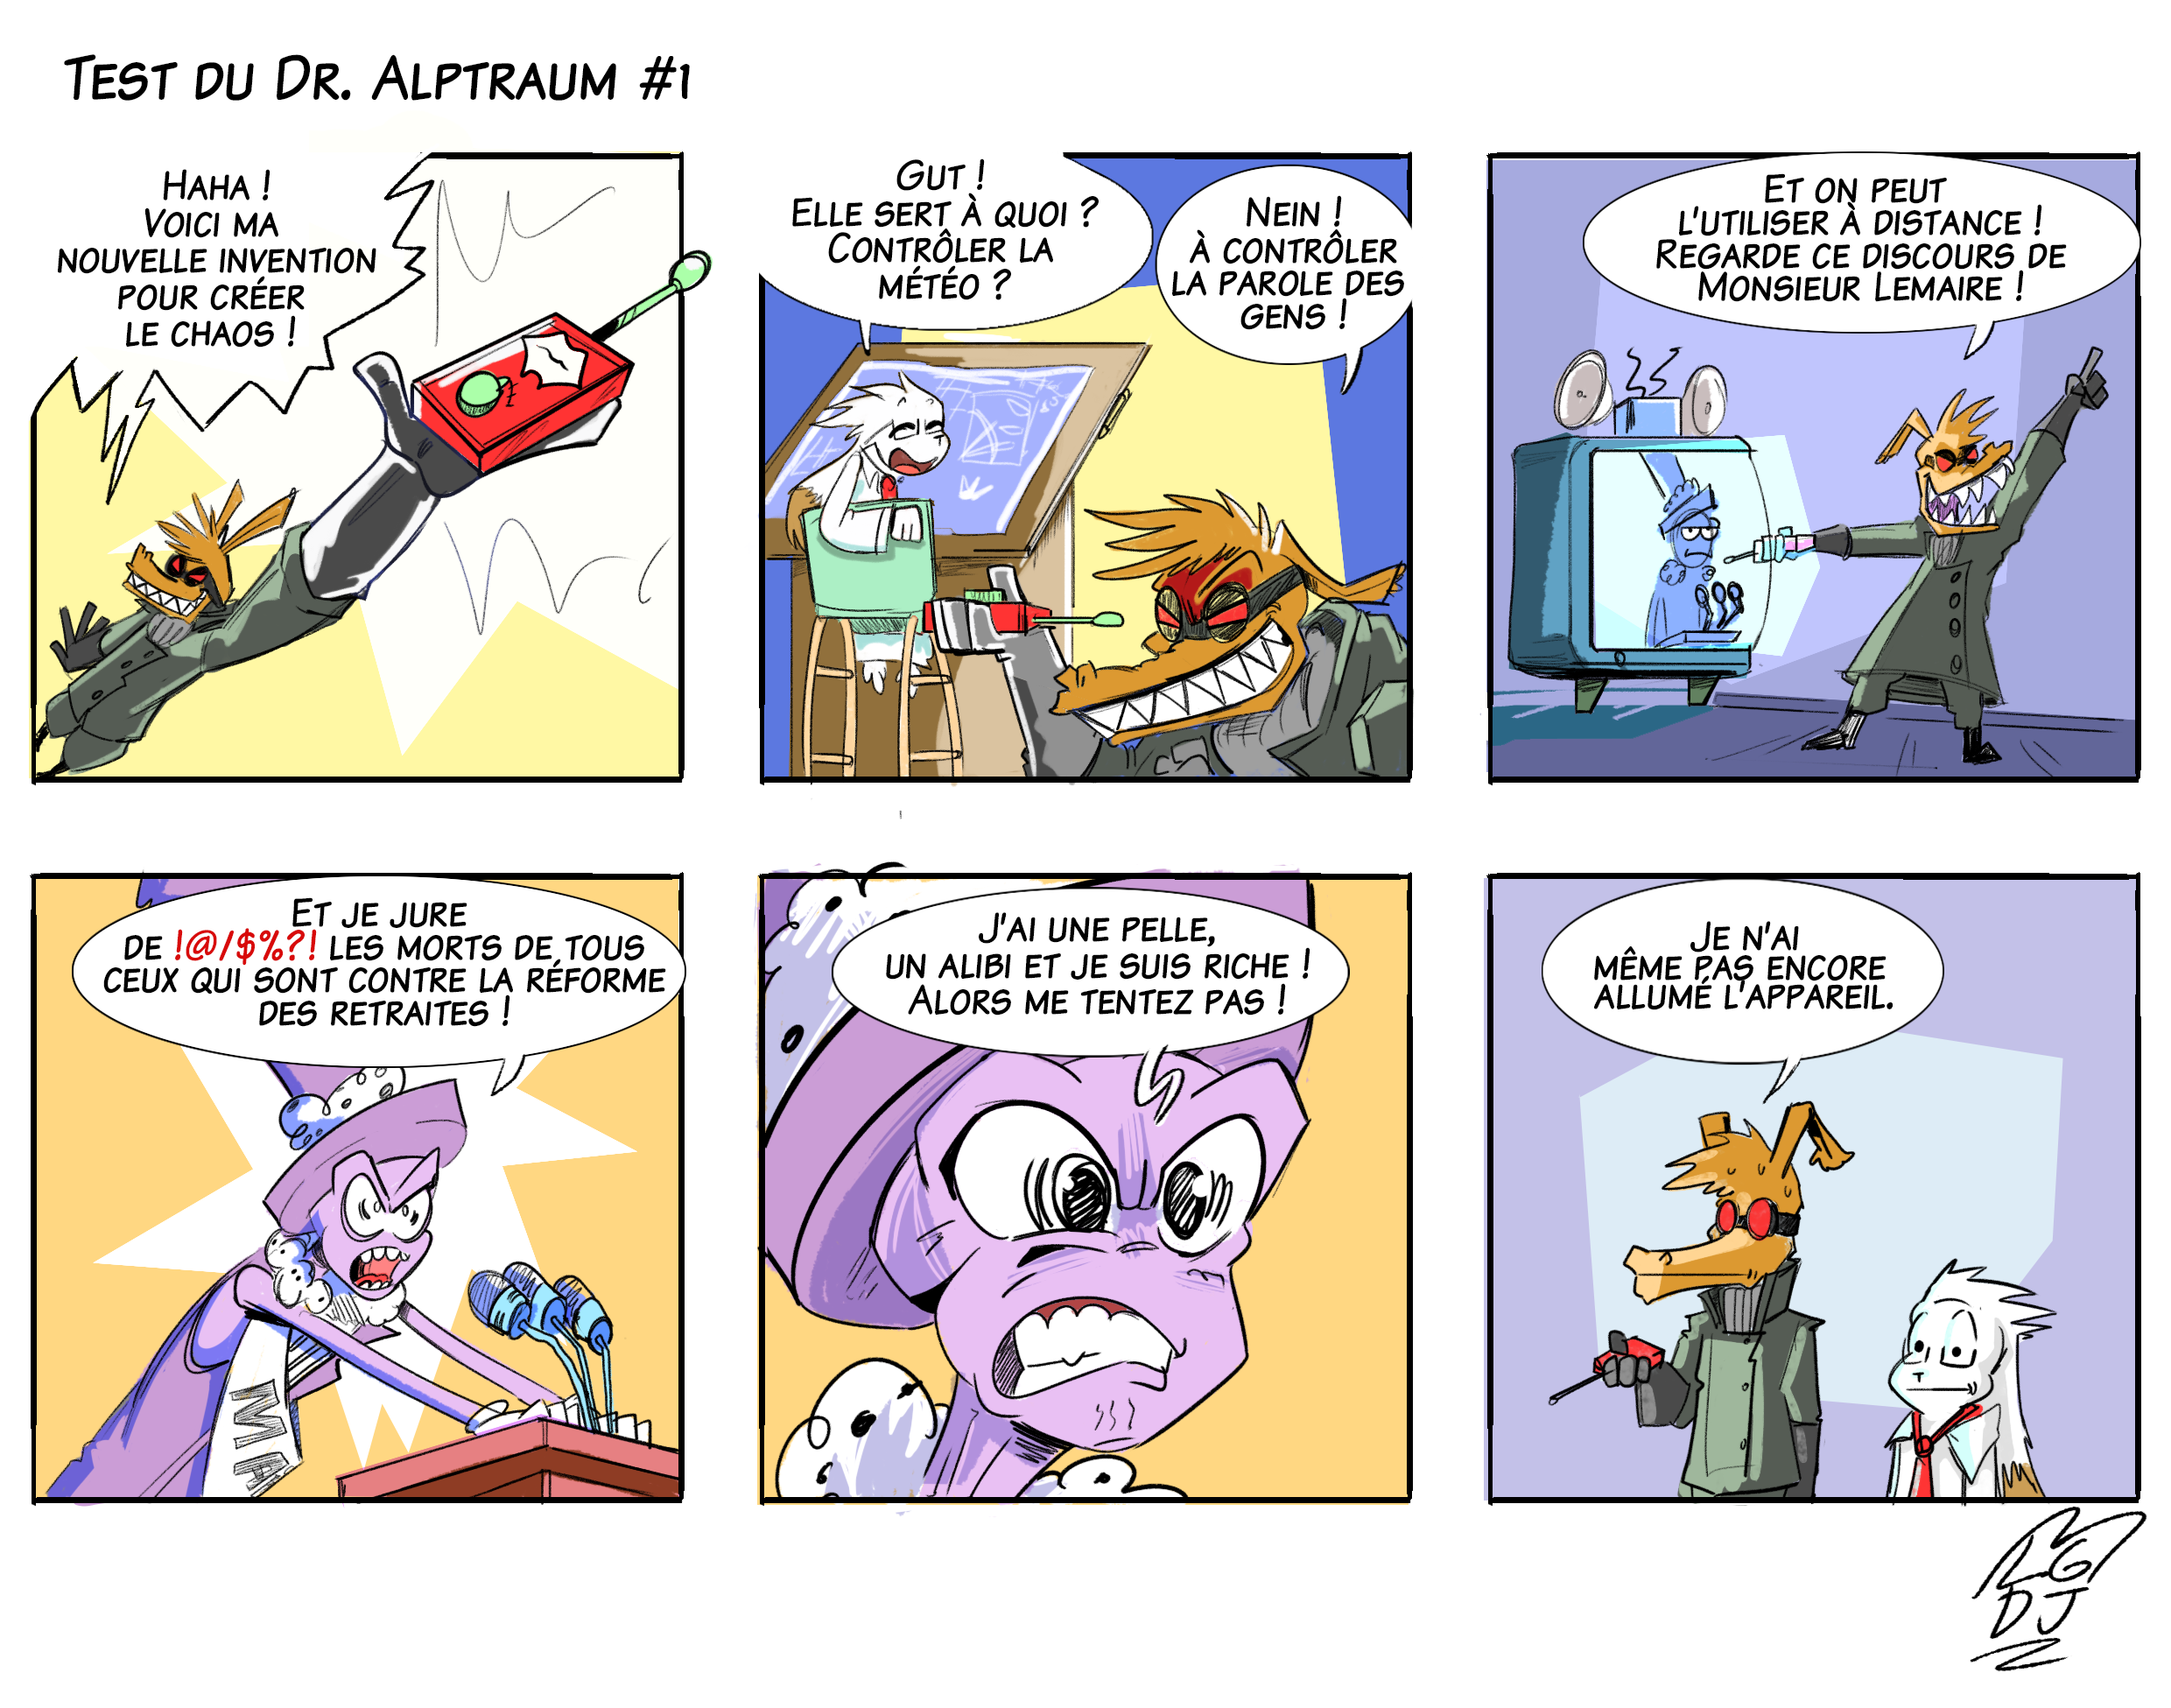 Test du Dr. Alptraum #1
Haha !
Voici ma
nouvelle invention
pour créer
le chaos !
Gut !
Elle sert à quoi ?
Contrôler la
météo ?
Nein !
à contrôler
la parole des
gens !
Et on peut
l'utiliser à distance !
Regarde ce discours de
Monsieur Lemaire !
Et je jure
de !@/$%?! les morts de tous
ceux qui sont contre la réforme
des retraites !
MA
J'ai une pelle,
un alibi et je suis riche !
Alors me tentez pas !
Je n'ai
même pas encore
allumé l'appareil.